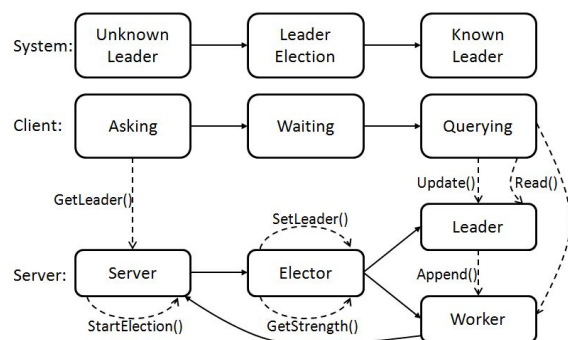 System:
Unknown
Leader
Leader
Election
Known
Leader
Client:
Asking
Waiting
Querying
GetLeader()
Update()
Read()
SetLeader()
Leader
Server:
Server
Elector
Append()
StartElection()
GetStrength()
Worker